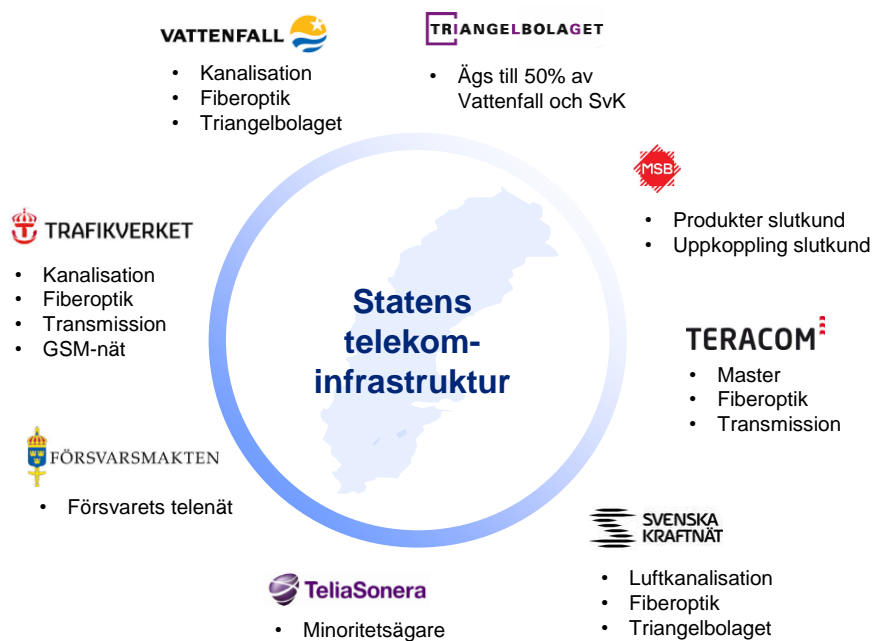 VATTENFALL
• Kanalisation
• Fiberoptik
• Triangelbolaget
TRIANGELBOLAGET
• Ägs till 50% av
Vattenfall och SvK
MSB
• Produkter slutkund
• Uppkoppling slutkund
TRAFIKVERKET
• Kanalisation
• Fiberoptik
• Transmission
• GSM-nät
Statens
telekom-
infrastruktur
TERACOM
• Master
• Fiberoptik
• Transmission
FÖRSVARSMAKTEN
• Försvarets telenät
SVENSKA
KRAFTNÄT
• Luftkanalisation
• Fiberoptik
• Triangelbolaget
TeliaSonera
• Minoritetsägare